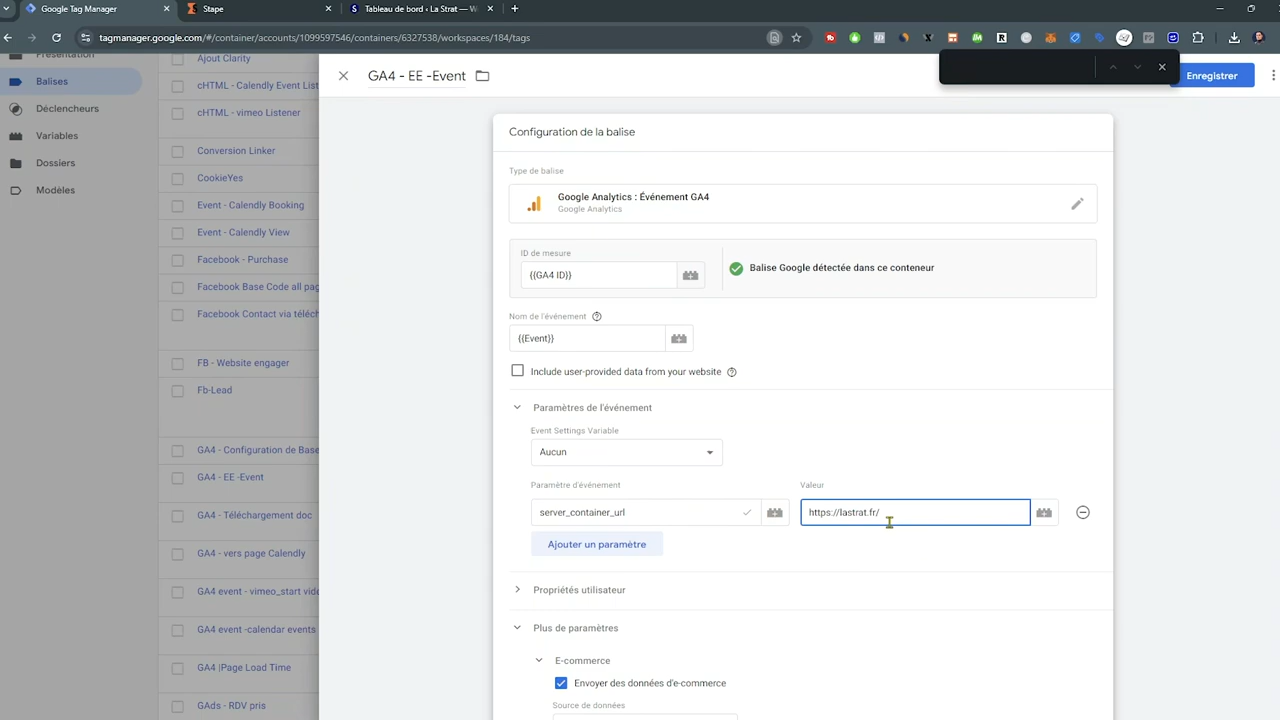 Google Tag Manager
Stape
Tableau de bord ‹ La Strat — W
tagmanager.google.com/#/container/accounts/1099597546/containers/6327538/workspaces/184/tags
Présentation
Balises
Déclencheurs
Variables
Dossiers
Modèles
Ajout Clarity
cHTML - Calendly Event List
cHTML - vimeo Listener
Conversion Linker
CookieYes
Event - Calendly Booking
Event - Calendly View
Facebook - Purchase
Facebook Base Code all pag
Facebook Contact via téléch
FB - Website engager
Fb-Lead
GA4 - Configuration de Base
GA4 - EE -Event
GA4 - Téléchargement doc
GA4 - vers page Calendly
GA4 event - vimeo_start vide
GA4 event -calendar events
GA4 |Page Load Time
GAds - RDV pris
GA4 - EE -Event
Enregistrer
Configuration de la balise
Type de balise
Google Analytics : Événement GA4
Google Analytics
ID de mesure
{{GA4 ID}}
Balise Google détectée dans ce conteneur
Nom de l'événement
{{Event}}
Include user-provided data from your website
Paramètres de l'événement
Event Settings Variable
Aucun
Paramètre d'événement
Valeur
server_container_url
https://lastrat.fr/
Ajouter un paramètre
Propriétés utilisateur
Plus de paramètres
E-commerce
Envoyer des données d'e-commerce
Source de données